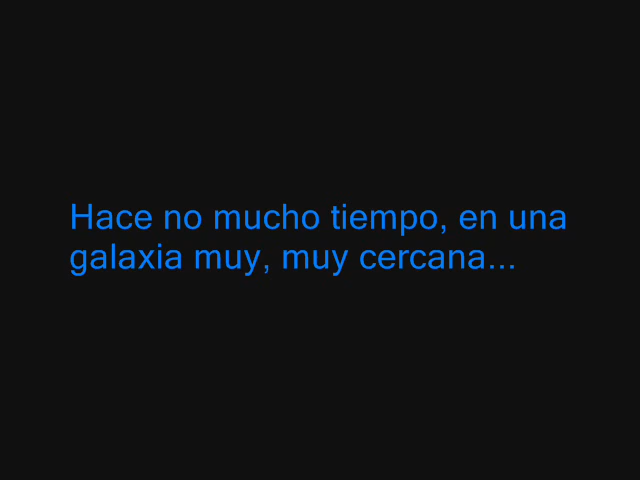 Hace no mucho tiempo, en una
galaxia muy, muy cercana...